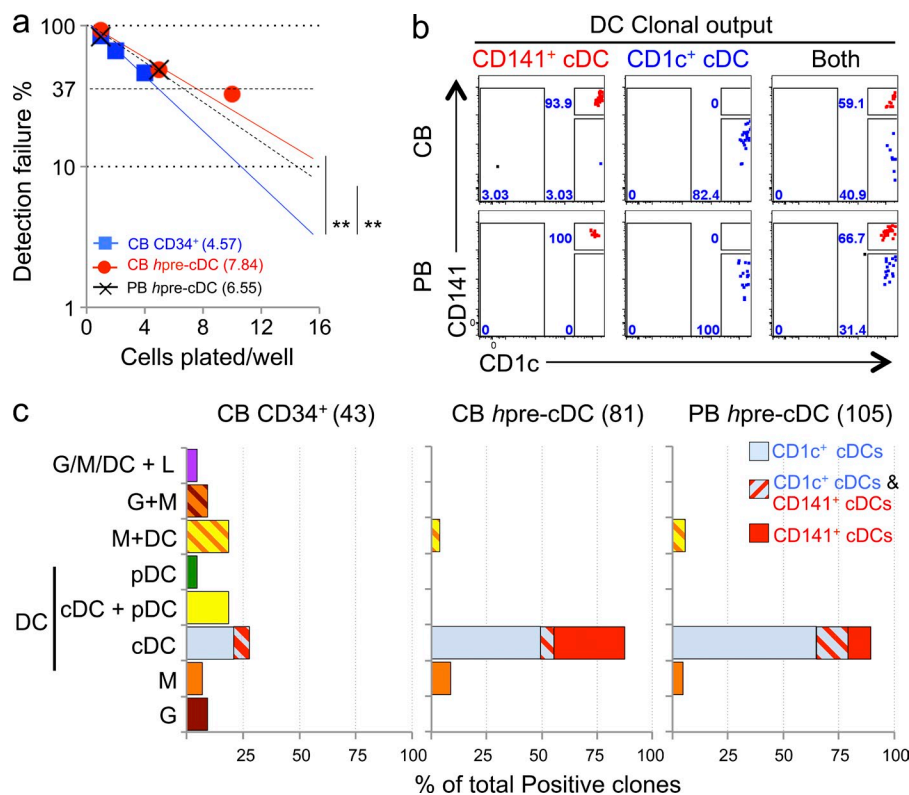 a
Detection failure %
100
37
10
1
0
4
8
12
16
Cells plated/well
** **
CB CD34+ (4.57)
CB hpre-cDC (7.84)
PB hpre-cDC (6.55)
b
DC Clonal output
CD141+ cDC
CD1c+ cDC
Both
CB
93.9
3.03
3.03
0
0
82.4
59.1
0
40.9
PB
100
0
0
0
0
100
66.7
0
31.4
CD141
0
0
CD1c
c
CB CD34+ (43)
CB hpre-cDC (81)
PB hpre-cDC (105)
G/M/DC + L
G+M
M+DC
pDC
DC
cDC + pDC
cDC
M
G
CD1c+ cDCs
CD1c+ cDCs &
CD141+ cDCs
CD141+ cDCs
0 25 50 75 100
0 25 50 75 100
0 25 50 75 100
% of total Positive clones